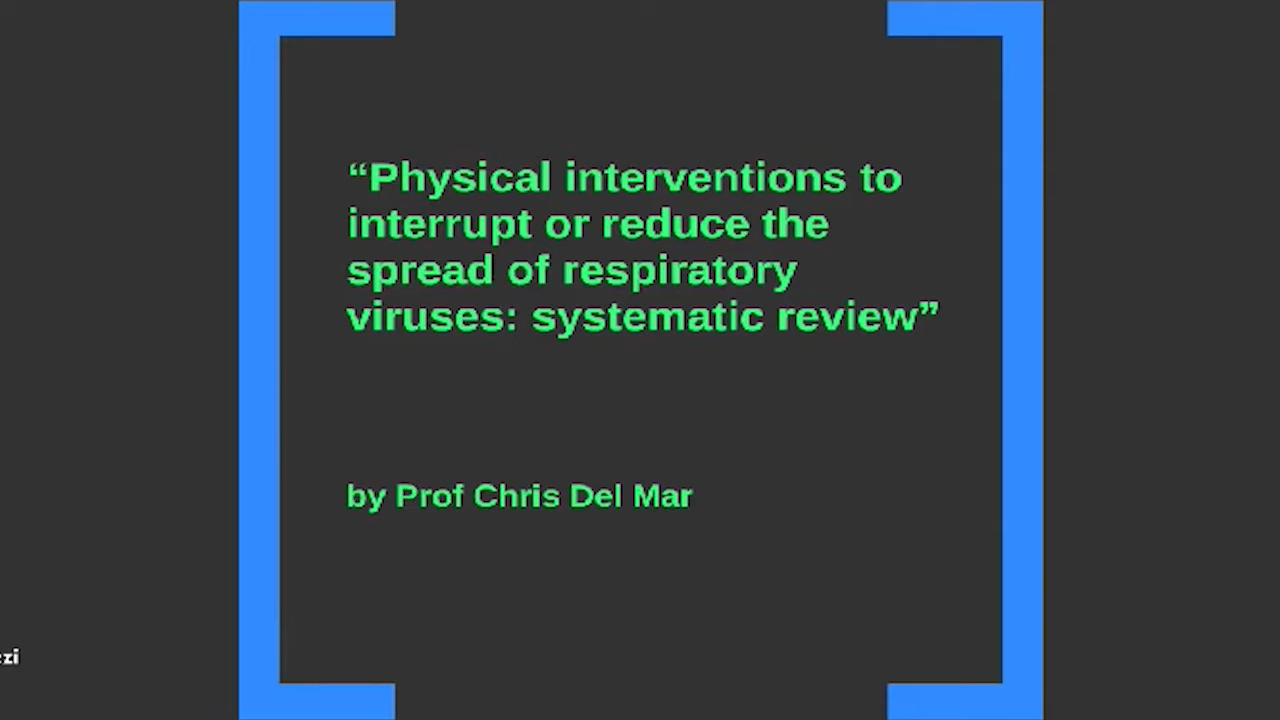 “Physical interventions to
interrupt or reduce the
spread of respiratory
viruses: systematic review”
by Prof Chris Del Mar